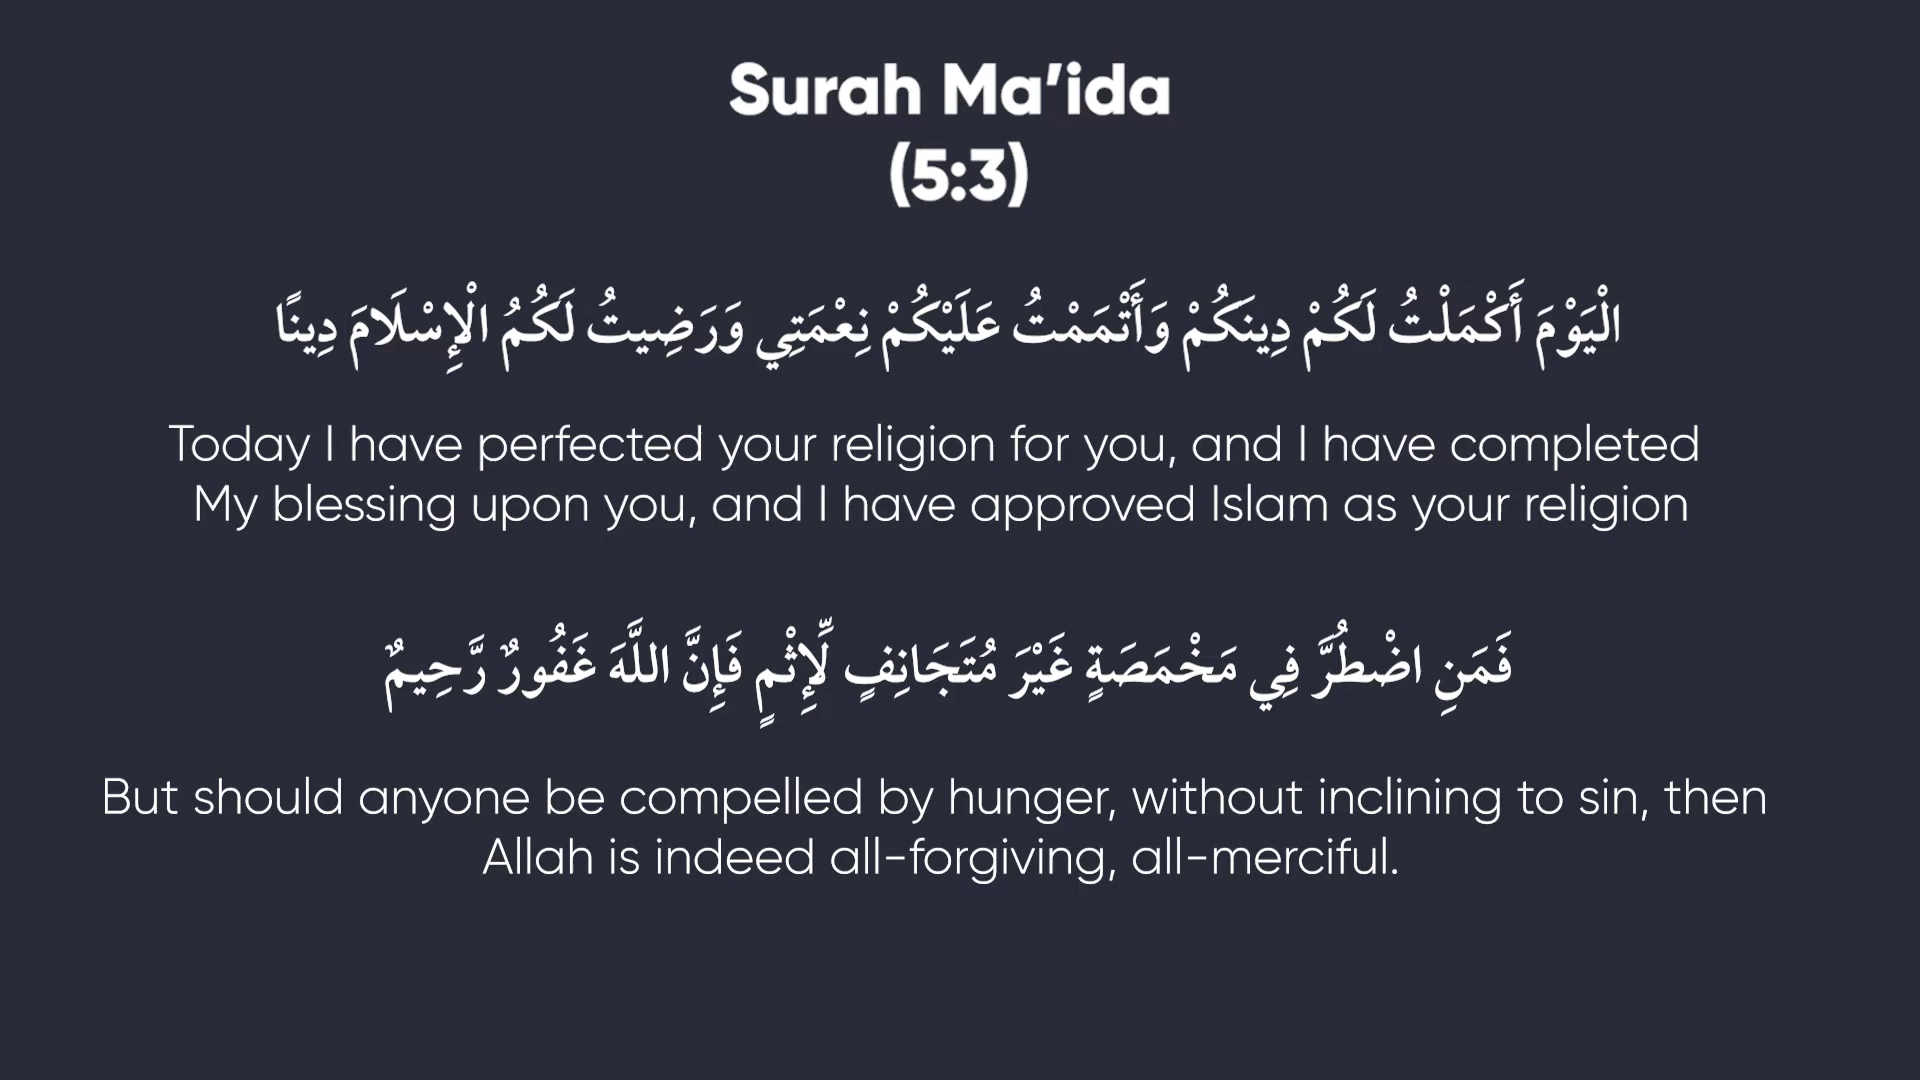 Surah Ma'ida
(5:3)
الْيَوْمَ أَكْمَلْتُ لَكُمْ دِينَكُمْ وَأَتْمَمْتُ عَلَيْكُمْ نِعْمَتِي وَرَضِيتُ لَكُمُ الْإِسْلَامَ دِينًا
Today I have perfected your religion for you, and I have completed
My blessing upon you, and I have approved Islam as your religion
فَمَنِ اضْطُرَّ فِي مَخْمَصَةٍ غَيْرَ مُتَجَانِفٍ لِّإِثْمٍ فَإِنَّ اللَّهَ غَفُورٌ رَّحِيمٌ
But should anyone be compelled by hunger, without inclining to sin, then
Allah is indeed all-forgiving, all-merciful.